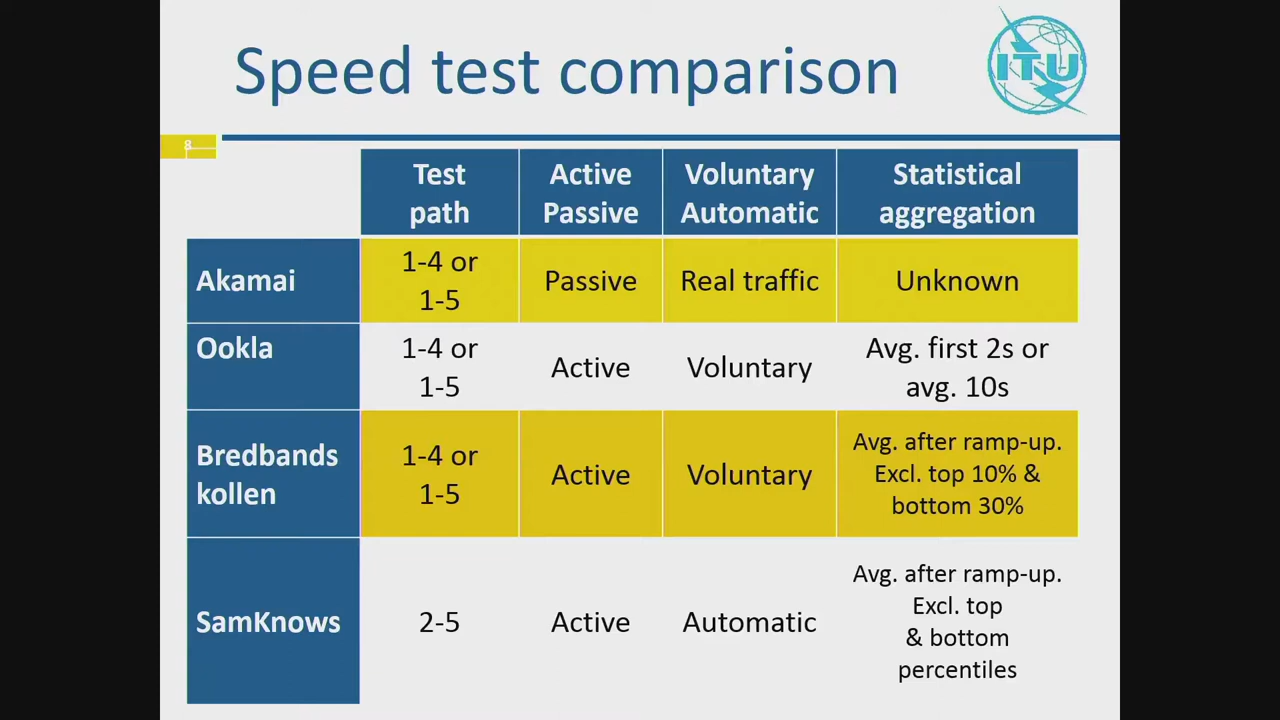 Speed test comparison
ITU
8
Test path
Active Passive
Voluntary Automatic
Statistical aggregation
Akamai
1-4 or
1-5
Passive
Real traffic
Unknown
Ookla
1-4 or
1-5
Active
Voluntary
Avg. first 2s or
avg. 10s
Bredbands
kollen
1-4 or
1-5
Active
Voluntary
Avg. after ramp-up.
Excl. top 10% &
bottom 30%
SamKnows
2-5
Active
Automatic
Avg. after ramp-up.
Excl. top
& bottom
percentiles